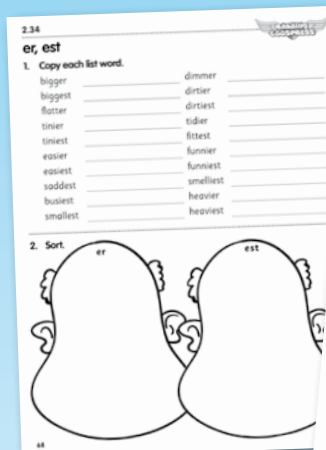 2.34
er, est
1. Copy each list word.
bigger
biggest
flatter
tinier
tiniest
easier
easiest
saddest
busiest
smallest
dimmer
dirtier
dirtiest
tidier
fittest
funnier
funniest
smelliest
heavier
heaviest
2. Sort.
er
est
68